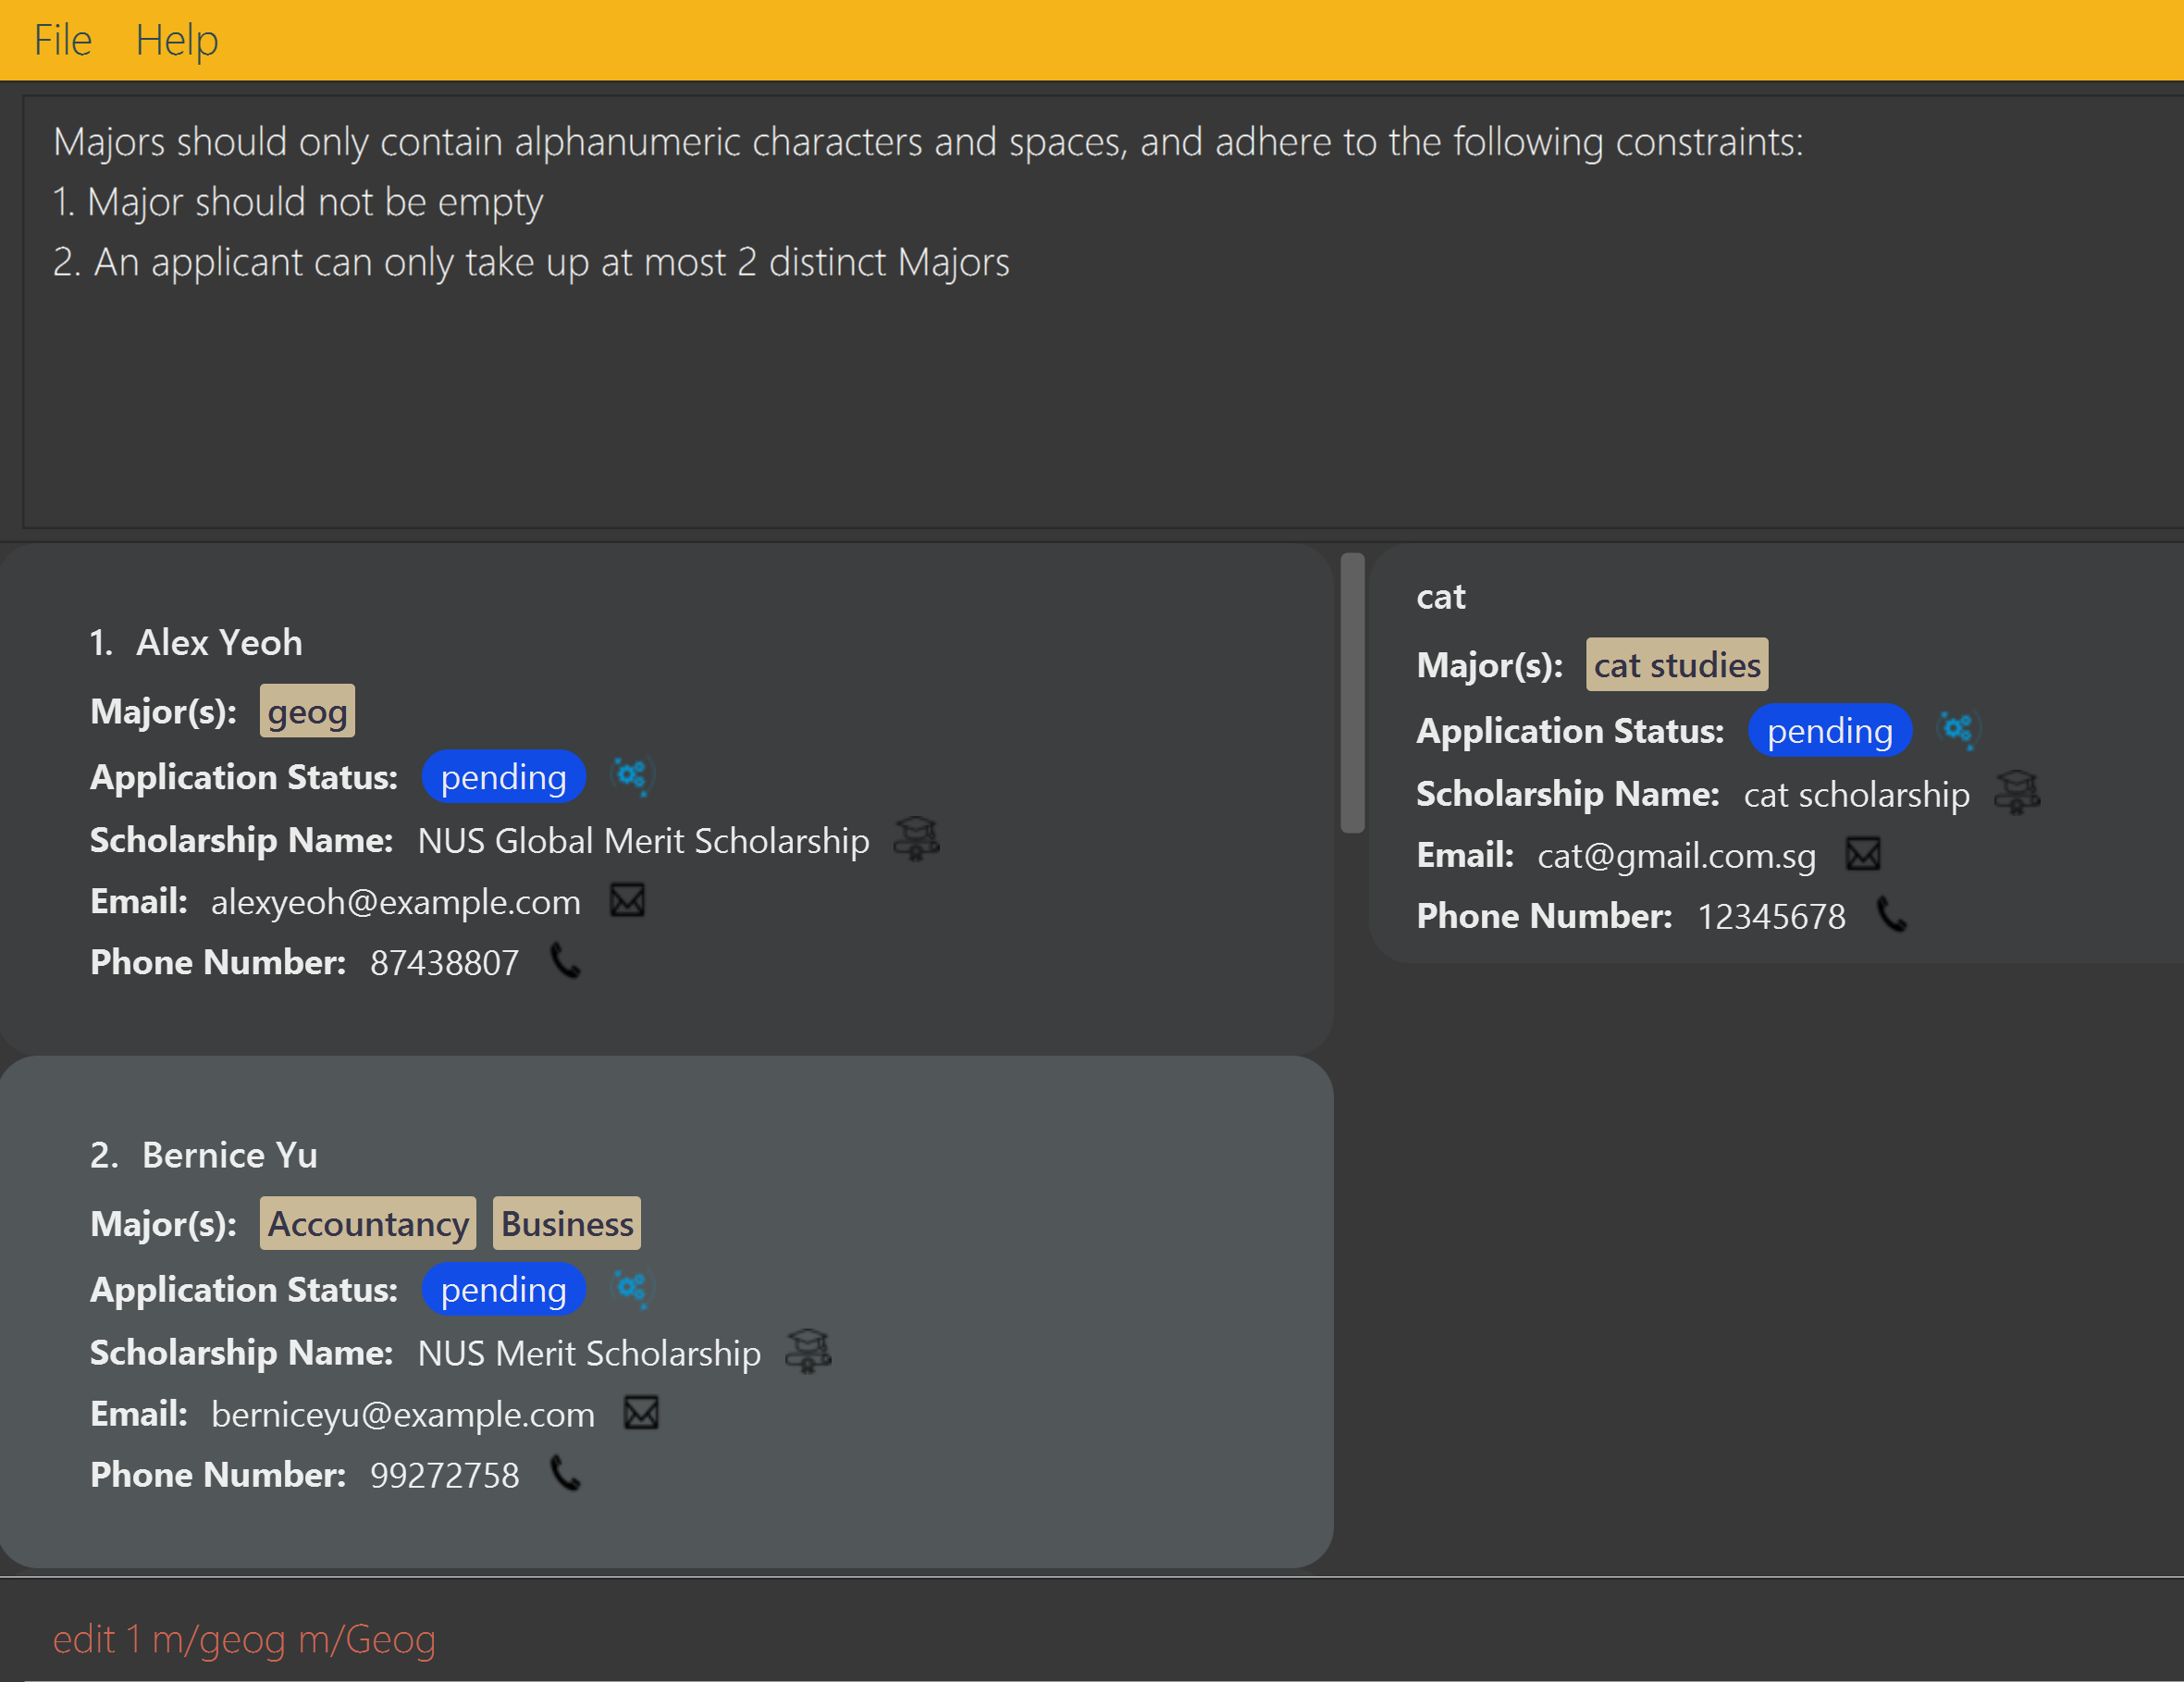 File Help
Majors should only contain alphanumeric characters and spaces, and adhere to the following constraints:
1. Major should not be empty
2. An applicant can only take up at most 2 distinct Majors
1. Alex Yeoh
Major(s): geog
Application Status: pending
Scholarship Name: NUS Global Merit Scholarship
Email: alexyeoh@example.com
Phone Number: 87438807
2. Bernice Yu
Major(s): Accountancy Business
Application Status: pending
Scholarship Name: NUS Merit Scholarship
Email: berniceyu@example.com
Phone Number: 99272758
cat
Major(s): cat studies
Application Status: pending
Scholarship Name: cat scholarship
Email: cat@gmail.com.sg
Phone Number: 12345678
edit 1 m/geog m/Geog